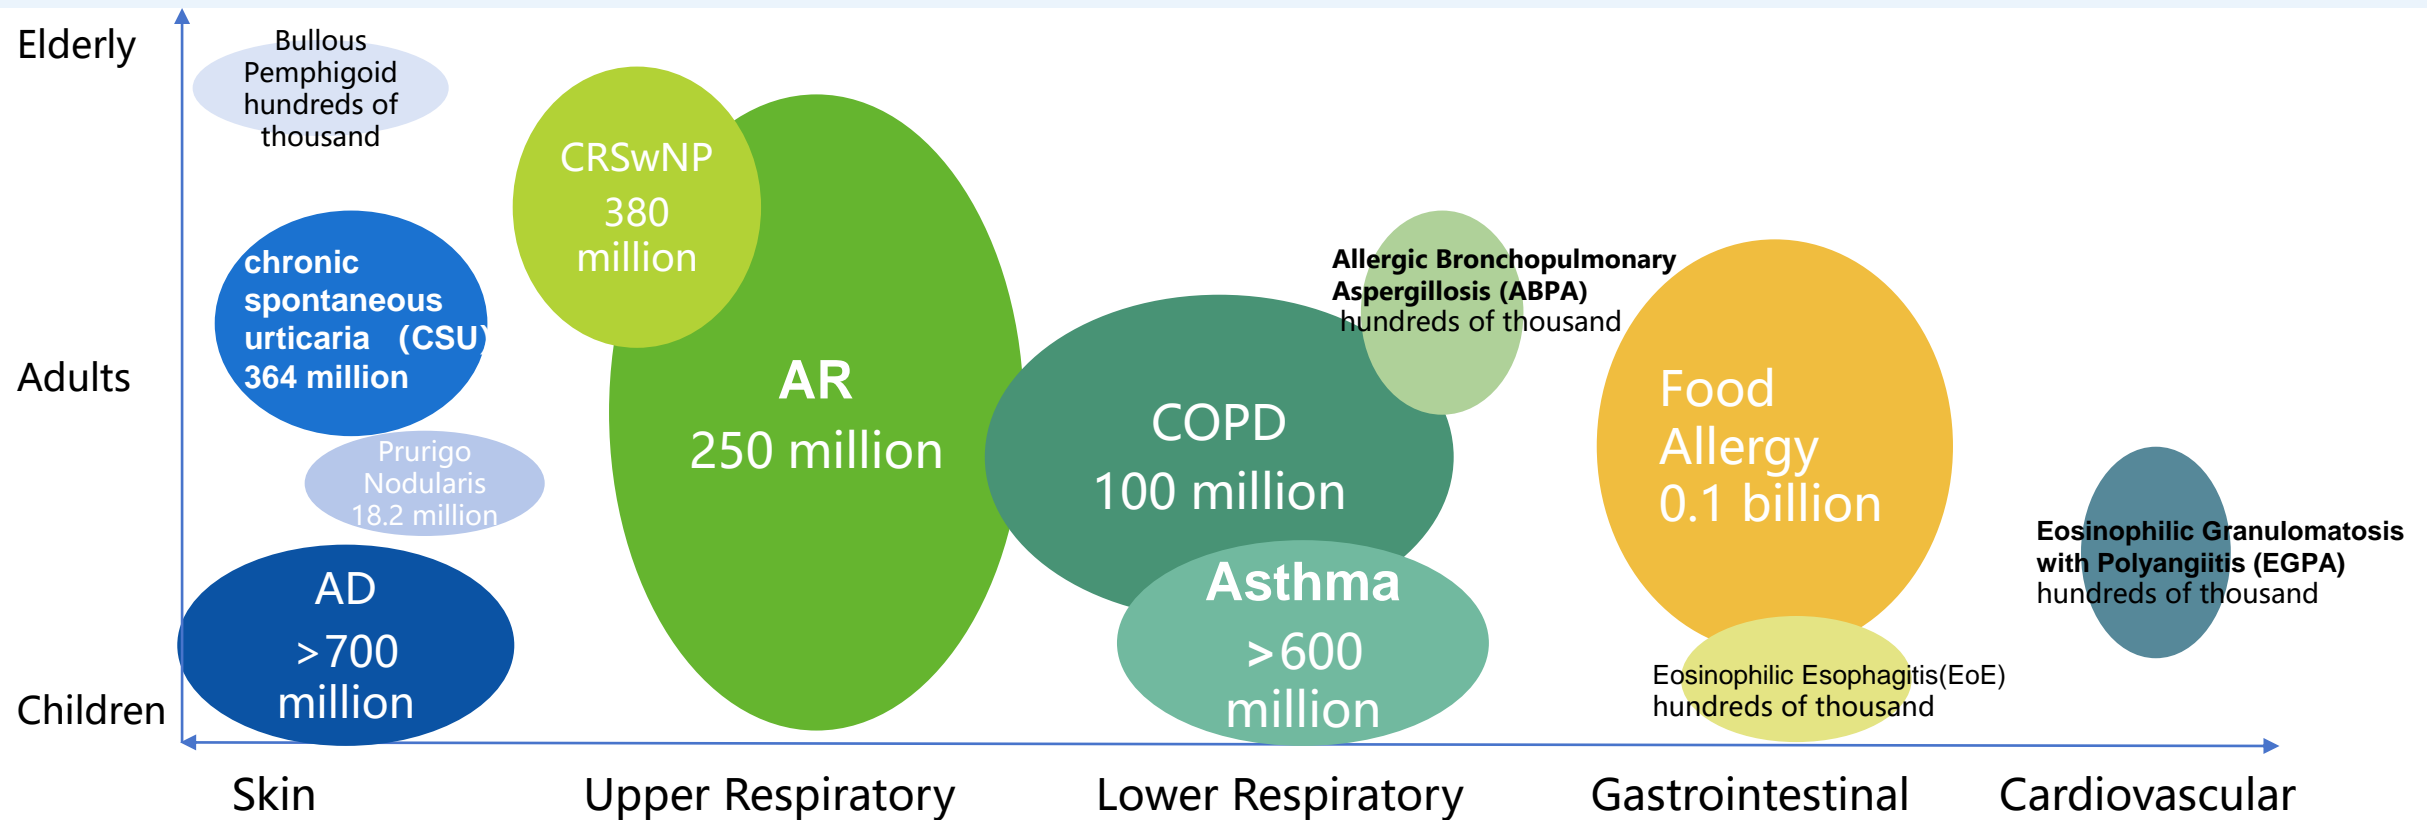 Elderly
Adults
Children
Bullous
Pemphigoid
hundreds of
thousand
chronic
spontaneous
urticaria （CSU）
364 million
Prurigo
Nodularis
18.2 million
AD
>700
million
CRSwNP
380
million
AR
250 million
COPD
100 million
Asthma
>600
million
Allergic Bronchopulmonary
Aspergillosis (ABPA)
hundreds of thousand
Food
Allergy
0.1 billion
Eosinophilic Esophagitis(EoE)
hundreds of thousand
Eosinophilic Granulomatosis
with Polyangiitis (EGPA)
hundreds of thousand
Skin
Upper Respiratory
Lower Respiratory
Gastrointestinal
Cardiovascular